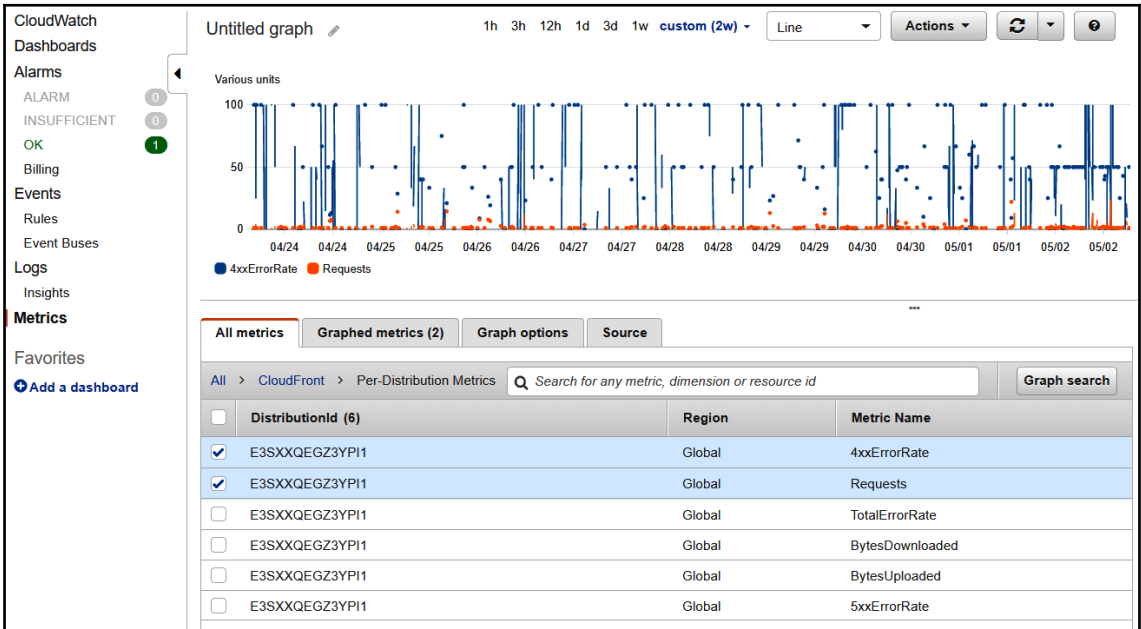 CloudWatch
Dashboards
Alarms
ALARM 0
INSUFFICIENT 0
OK 1
Billing
Events
Rules
Event Buses
Logs
Insights
Metrics
Favorites
Add a dashboard
Untitled graph
1h 3h 12h 1d 3d 1w custom (2w) Line Actions
Various units
100
50
0
04/24 04/24 04/25 04/25 04/26 04/26 04/27 04/27 04/28 04/28 04/29 04/29 04/30 04/30 05/01 05/01 05/02 05/02
4xxErrorRate Requests
All metrics Graphed metrics (2) Graph options Source
All > CloudFront > Per-Distribution Metrics Search for any metric, dimension or resource id Graph search
DistributionId (6) Region Metric Name
E3SXXQEGZ3YPI1 Global 4xxErrorRate
E3SXXQEGZ3YPI1 Global Requests
E3SXXQEGZ3YPI1 Global TotalErrorRate
E3SXXQEGZ3YPI1 Global BytesDownloaded
E3SXXQEGZ3YPI1 Global BytesUploaded
E3SXXQEGZ3YPI1 Global 5xxErrorRate